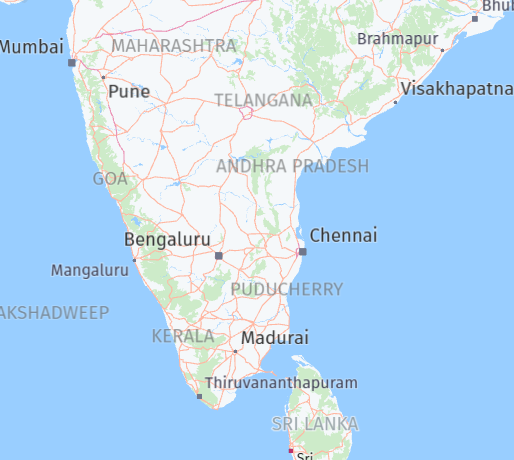 Bhub
Brahmapur
Mumbai
MAHARASHTRA
Pune
Visakhapatna
TELANGANA
ANDHRA PRADESH
GOA
Bengaluru
Chennai
Mangaluru
PUDUCHERRY
AKSHADWEEP
KERALA
Madurai
Thiruvananthapuram
SRI LANKA
Sri